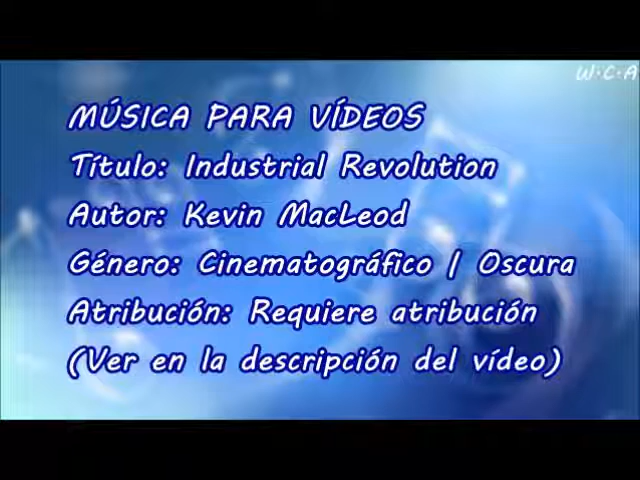 W.C.A
MÚSICA PARA VÍDEOS
Título: Industrial Revolution
Autor: Kevin MacLeod
Género: Cinematográfico | Oscura
Atribución: Requiere atribución
(Ver en la descripción del vídeo)